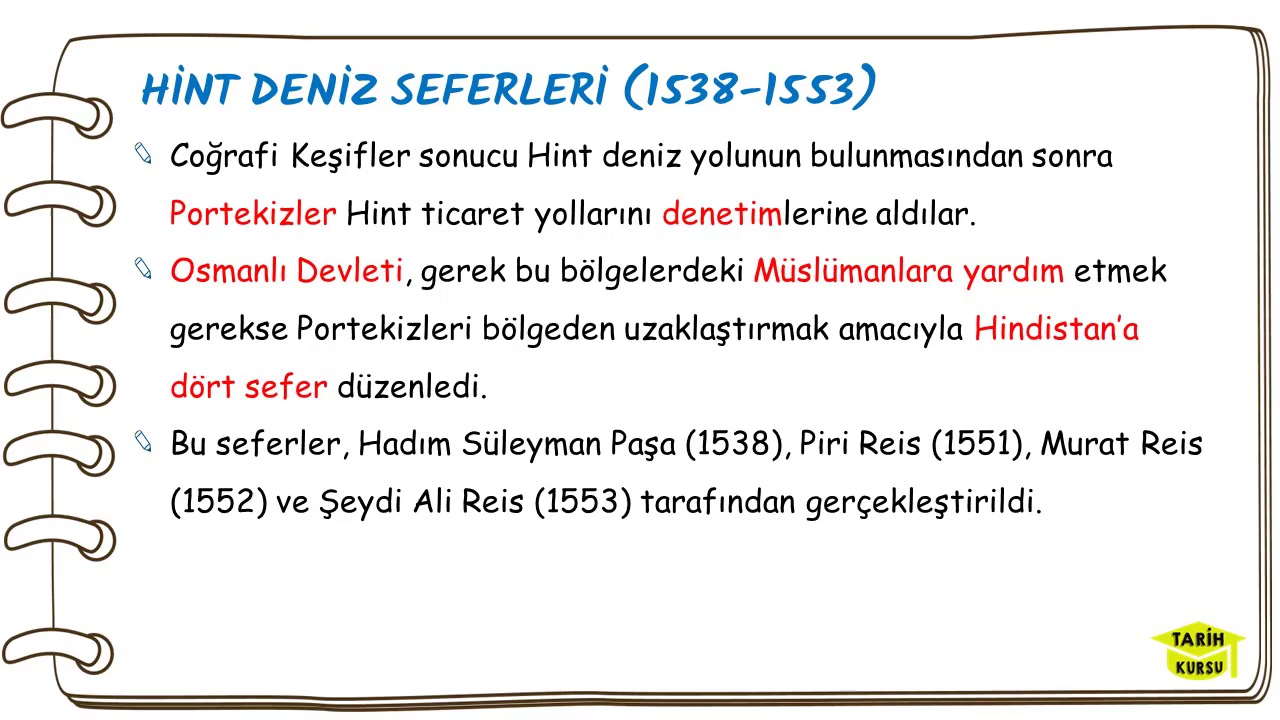 HİNT DENİZ SEFERLERİ (1538-1553)
Coğrafi Keşifler sonucu Hint deniz yolunun bulunmasından sonra
Portekizler Hint ticaret yollarını denetimlerine aldılar.
Osmanlı Devleti, gerek bu bölgelerdeki Müslümanlara yardım etmek
gerekse Portekizleri bölgeden uzaklaştırmak amacıyla Hindistan’a
dört sefer düzenledi.
Bu seferler, Hadım Süleyman Paşa (1538), Piri Reis (1551), Murat Reis
(1552) ve Şeydi Ali Reis (1553) tarafından gerçekleştirildi.
TARİH
KURSU